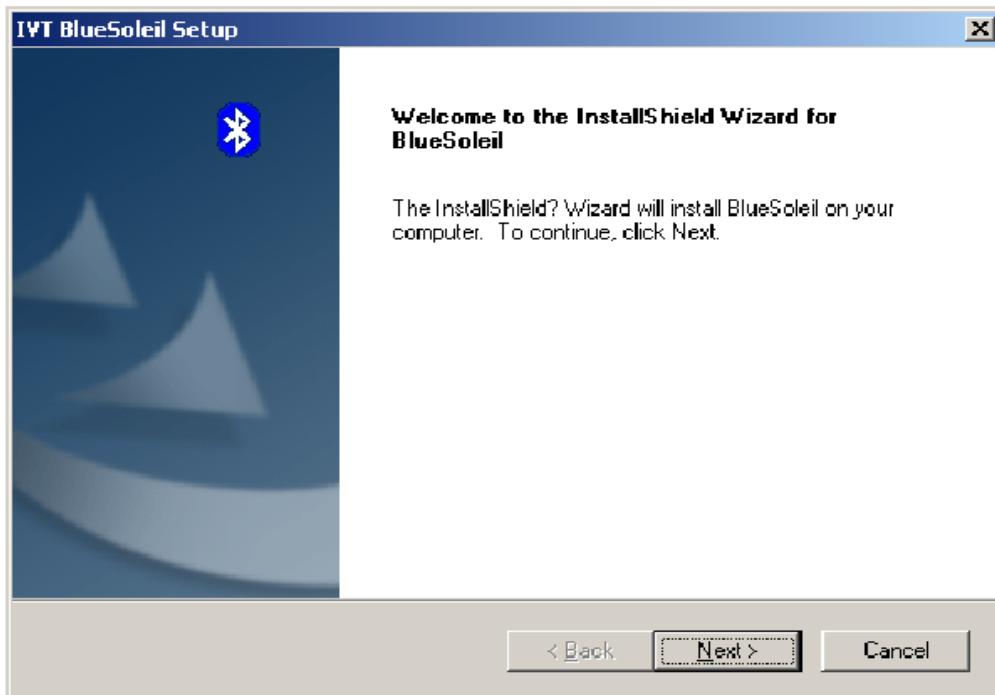 IVT BlueSoleil Setup
Welcome to the InstallShield Wizard for
BlueSoleil
The InstallShield? Wizard will install BlueSoleil on your
computer. To continue, click Next.
< Back
Next >
Cancel